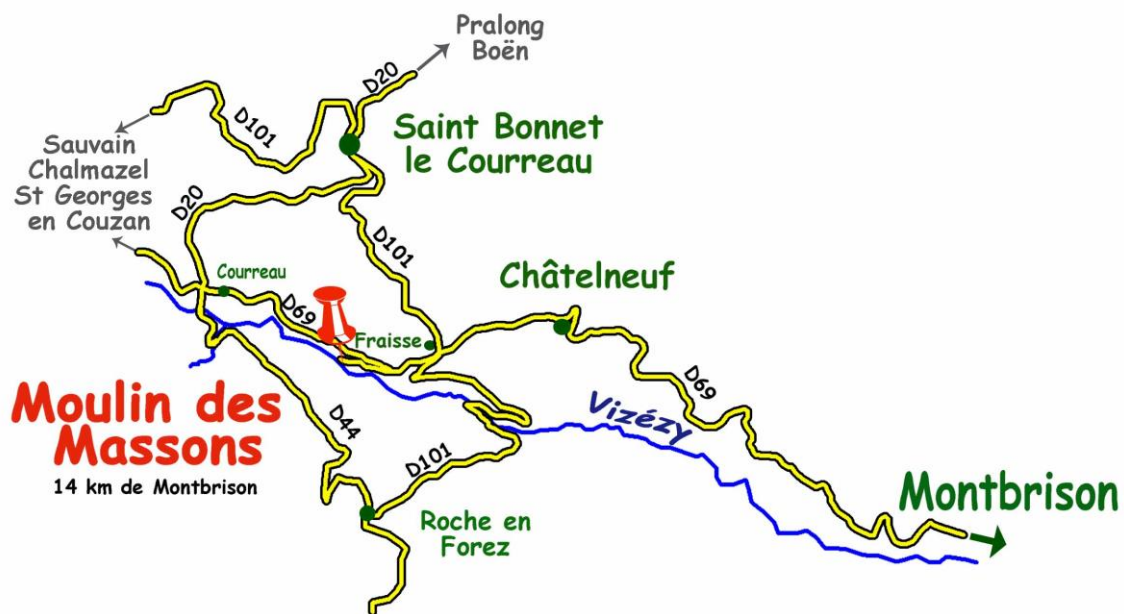 Pralong
Boën
D20
D101
Saint Bonnet
le Courreau
Sauvain
Chalmazel
St Georges
en Couzan
D20
D101
Courreau
Châtelneuf
D69
Fraisse
D69
Moulin des
Massons
14 km de Montbrison
Vizézy
D44
D101
Montbrison
Roche en
Forez